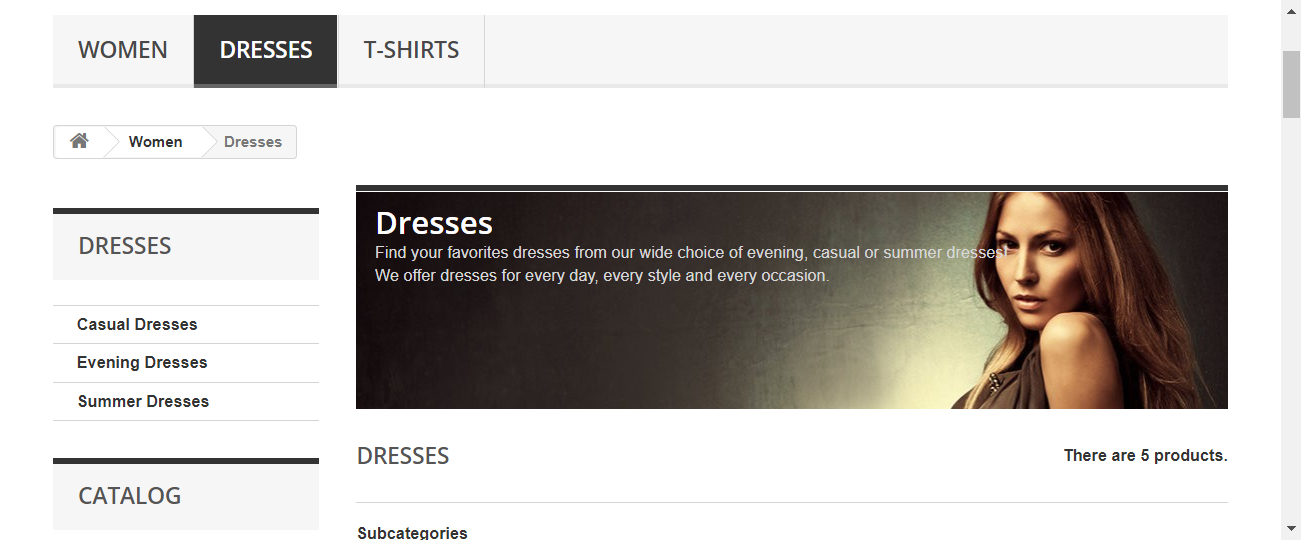 WOMEN DRESSES T-SHIRTS
Women Dresses
DRESSES
Casual Dresses
Evening Dresses
Summer Dresses
CATALOG
Dresses
Find your favorites dresses from our wide choice of evening, casual or summer dresses!
We offer dresses for every day, every style and every occasion.
DRESSES There are 5 products.
Subcategories